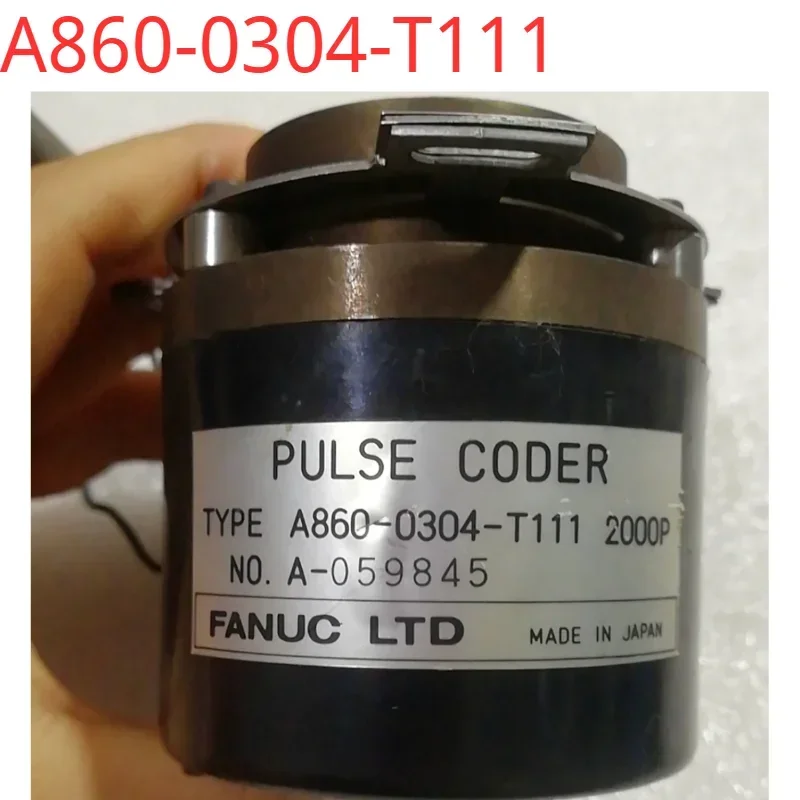 A860-0304-T111
PULSE CODER
TYPE A860-0304-T111 2000P
NO. A-059845
FANUC LTD MADE IN JAPAN